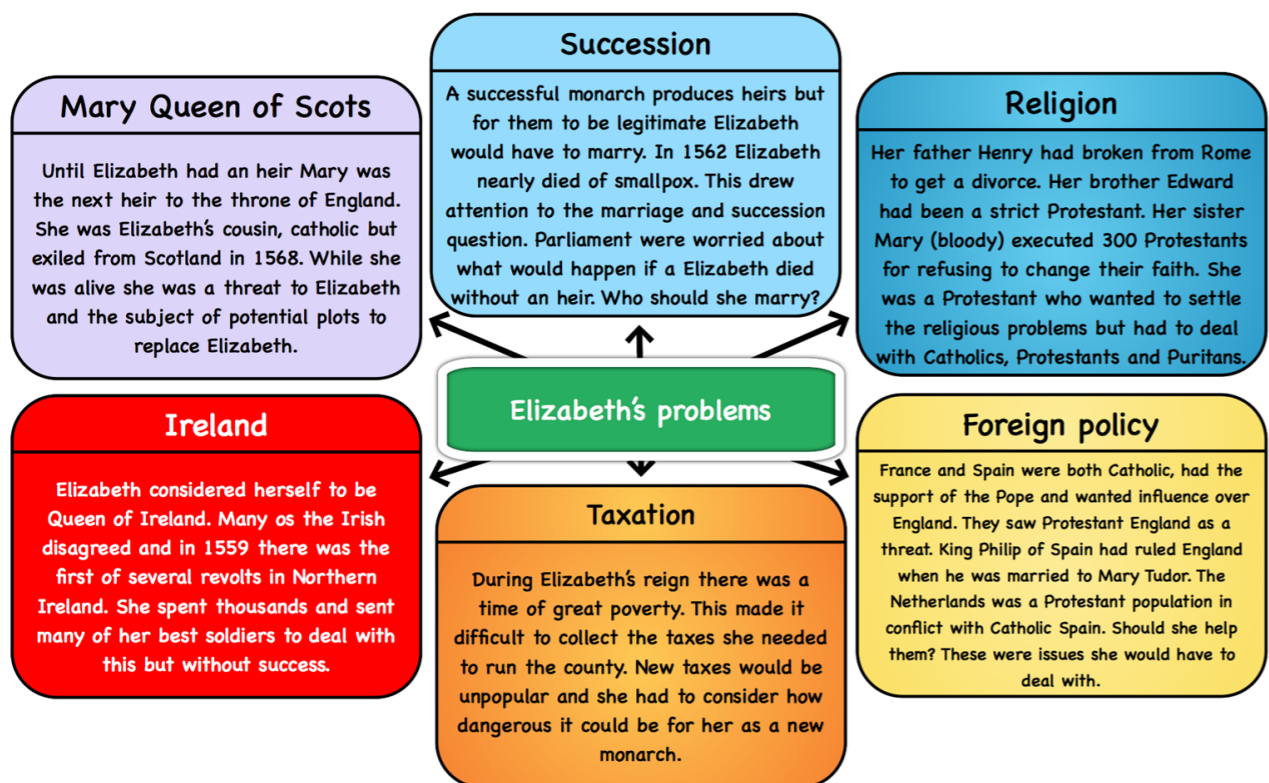 Succession
A successful monarch produces heirs but
for them to be legitimate Elizabeth
would have to marry. In 1562 Elizabeth
nearly died of smallpox. This drew
attention to the marriage and succession
question. Parliament were worried about
what would happen if a Elizabeth died
without an heir. Who should she marry?
Mary Queen of Scots
Until Elizabeth had an heir Mary was
the next heir to the throne of England.
She was Elizabeth's cousin, catholic but
exiled from Scotland in 1568. While she
was alive she was a threat to Elizabeth
and the subject of potential plots to
replace Elizabeth.
Religion
Her father Henry had broken from Rome
to get a divorce. Her brother Edward
had been a strict Protestant. Her sister
Mary (bloody) executed 300 Protestants
for refusing to change their faith. She
was a Protestant who wanted to settle
the religious problems but had to deal
with Catholics, Protestants and Puritans.
Elizabeth's problems
Ireland
Elizabeth considered herself to be
Queen of Ireland. Many os the Irish
disagreed and in 1559 there was the
first of several revolts in Northern
Ireland. She spent thousands and sent
many of her best soldiers to deal with
this but without success.
Taxation
During Elizabeth's reign there was a
time of great poverty. This made it
difficult to collect the taxes she needed
to run the county. New taxes would be
unpopular and she had to consider how
dangerous it could be for her as a new
monarch.
Foreign policy
France and Spain were both Catholic, had the
support of the Pope and wanted influence over
England. They saw Protestant England as a
threat. King Philip of Spain had ruled England
when he was married to Mary Tudor. The
Netherlands was a Protestant population in
conflict with Catholic Spain. Should she help
them? These were issues she would have to
deal with.